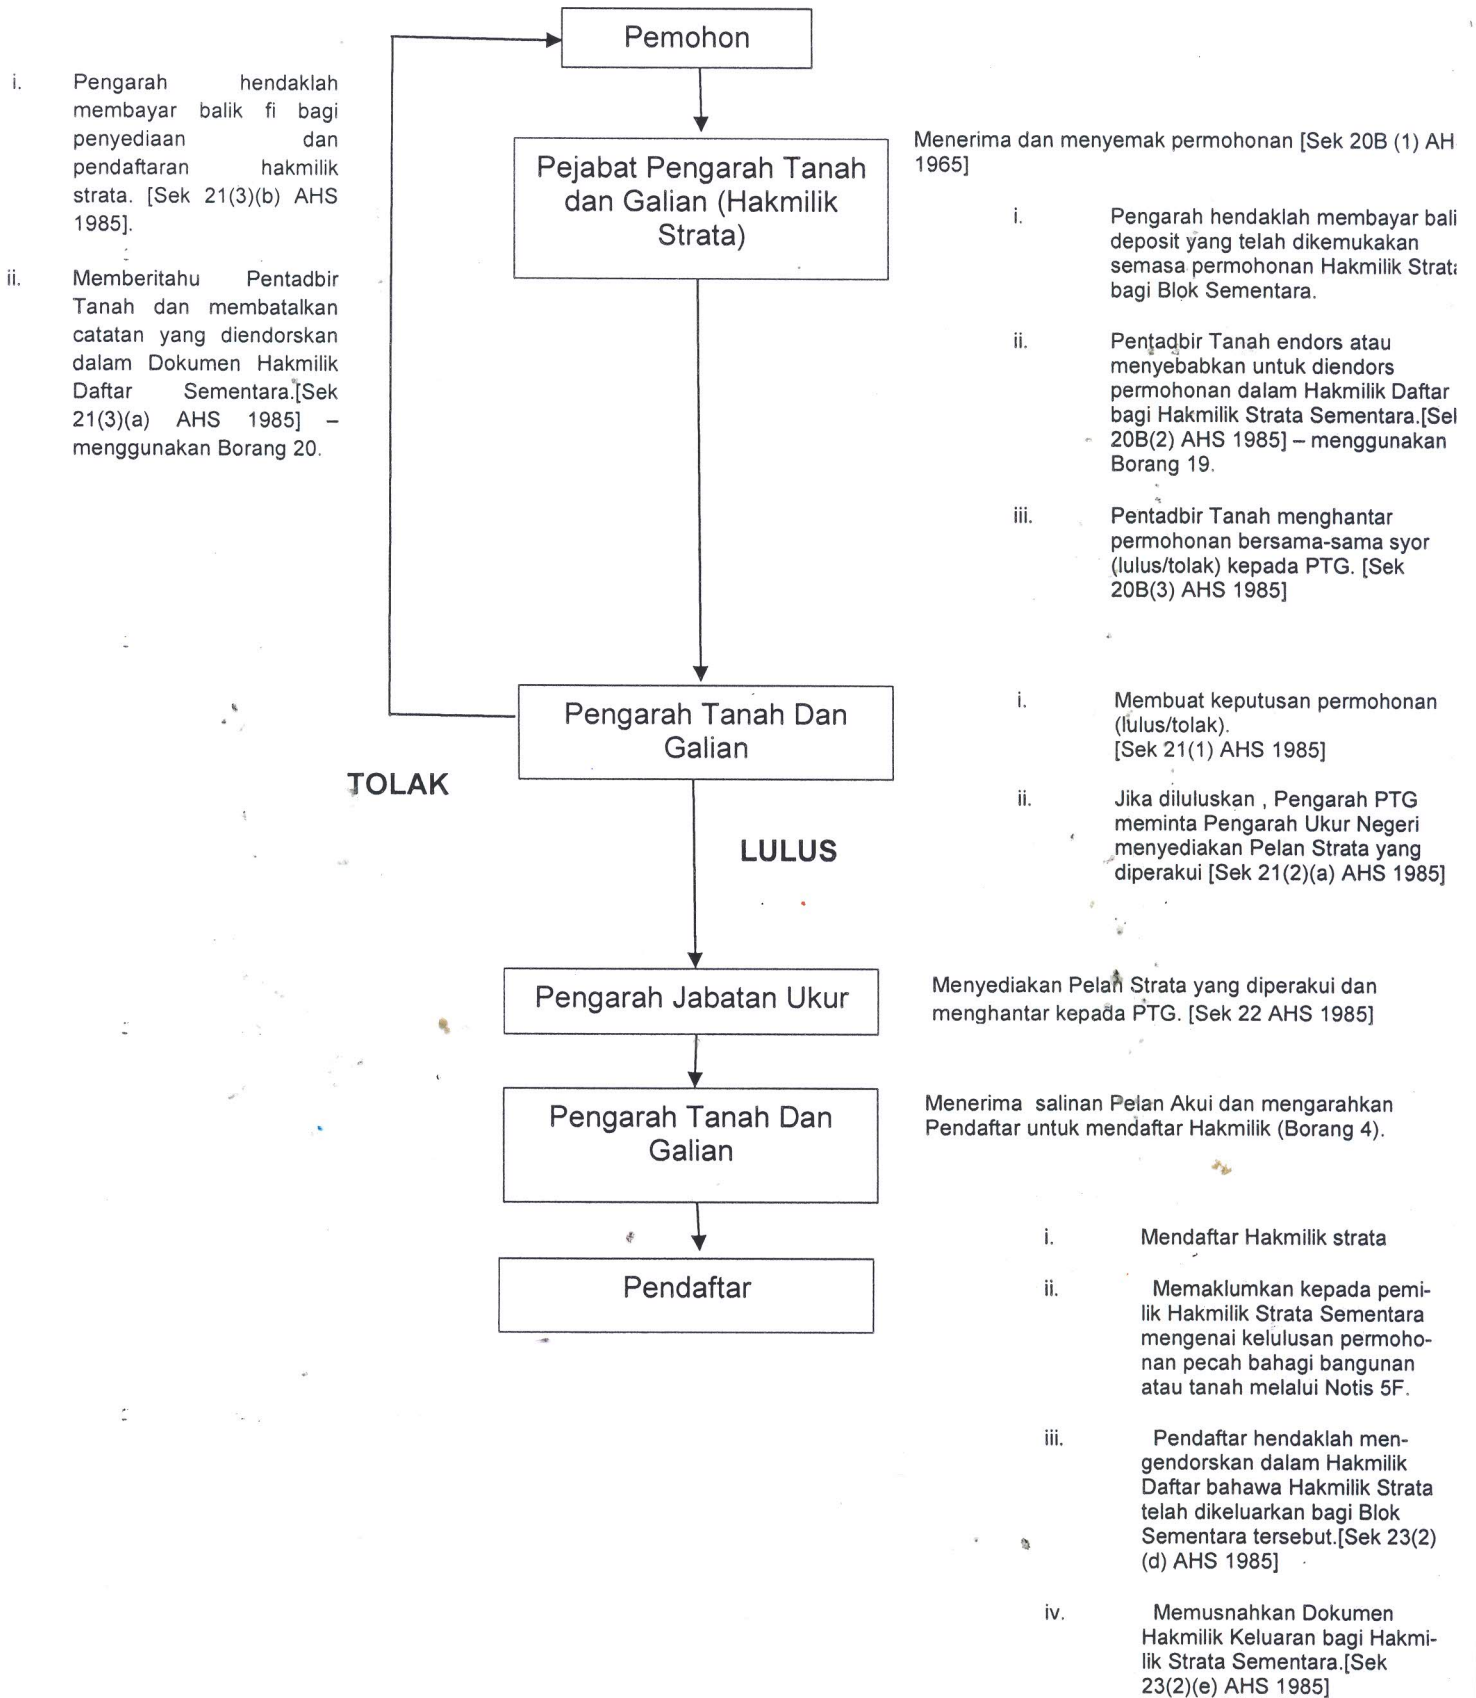 Pemohon
i. Pengarah hendaklah
membayar balik fi bagi
penyediaan dan
pendaftaran hakmilik
strata. [Sek 21(3)(b) AHS
1985].
ii. Memberitahu Pentadbir
Tanah dan membatalkan
catatan yang diendorskan
dalam Dokumen Hakmilik
Daftar Sementara.[Sek
21(3)(a) AHS 1985] –
menggunakan Borang 20.
Pejabat Pengarah Tanah
dan Galian (Hakmilik
Strata)
Menerima dan menyemak permohonan [Sek 20B (1) AH
1965]
i. Pengarah hendaklah membayar bali
deposit yang telah dikemukakan
semasa permohonan Hakmilik Strata
bagi Blok Sementara.
ii. Pentadbir Tanah endors atau
menyebabkan untuk diendors
permohonan dalam Hakmilik Daftar
bagi Hakmilik Strata Sementara.[Sek
20B(2) AHS 1985] – menggunakan
Borang 19.
iii. Pentadbir Tanah menghantar
permohonan bersama-sama syor
(lulus/tolak) kepada PTG. [Sek
20B(3) AHS 1985]
Pengarah Tanah Dan
Galian
i. Membuat keputusan permohonan
(lulus/tolak).
[Sek 21(1) AHS 1985]
ii. Jika diluluskan , Pengarah PTG
meminta Pengarah Ukur Negeri
menyediakan Pelan Strata yang
diperakui [Sek 21(2)(a) AHS 1985]
TOLAK
LULUS
Pengarah Jabatan Ukur
Menyediakan Pelan Strata yang diperakui dan
menghantar kepada PTG. [Sek 22 AHS 1985]
Pengarah Tanah Dan
Galian
Menerima salinan Pelan Akui dan mengarahkan
Pendaftar untuk mendaftar Hakmilik (Borang 4).
Pendaftar
i. Mendaftar Hakmilik strata
ii. Memaklumkan kepada pemi-
lik Hakmilik Strata Sementara
mengenai kelulusan permoho-
nan pecah bahagi bangunan
atau tanah melalui Notis 5F.
iii. Pendaftar hendaklah men-
gendorskan dalam Hakmilik
Daftar bahawa Hakmilik Strata
telah dikeluarkan bagi Blok
Sementara tersebut.[Sek 23(2)
(d) AHS 1985]
iv. Memusnahkan Dokumen
Hakmilik Keluaran bagi Hakmi-
lik Strata Sementara.[Sek
23(2)(e) AHS 1985]